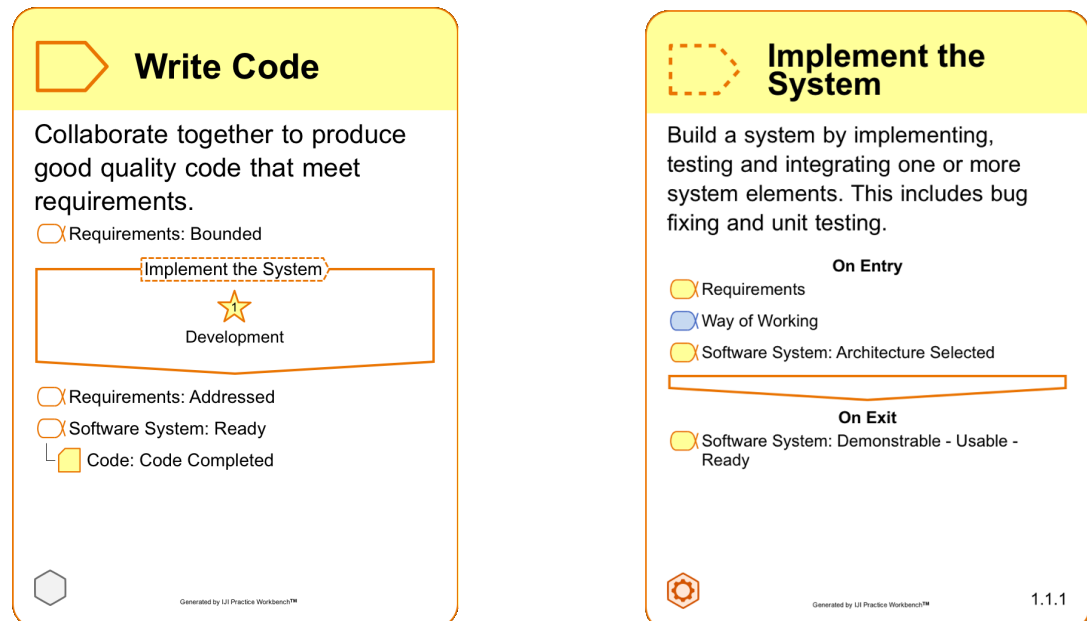 Write Code
Collaborate together to produce
good quality code that meet
requirements.
Requirements: Bounded
Implement the System
1
Development
Requirements: Addressed
Software System: Ready
Code: Code Completed
Generated by IJI Practice Workbench™
Implement the
System
Build a system by implementing,
testing and integrating one or more
system elements. This includes bug
fixing and unit testing.
On Entry
Requirements
Way of Working
Software System: Architecture Selected
On Exit
Software System: Demonstrable - Usable -
Ready
Generated by IJI Practice Workbench™
1.1.1